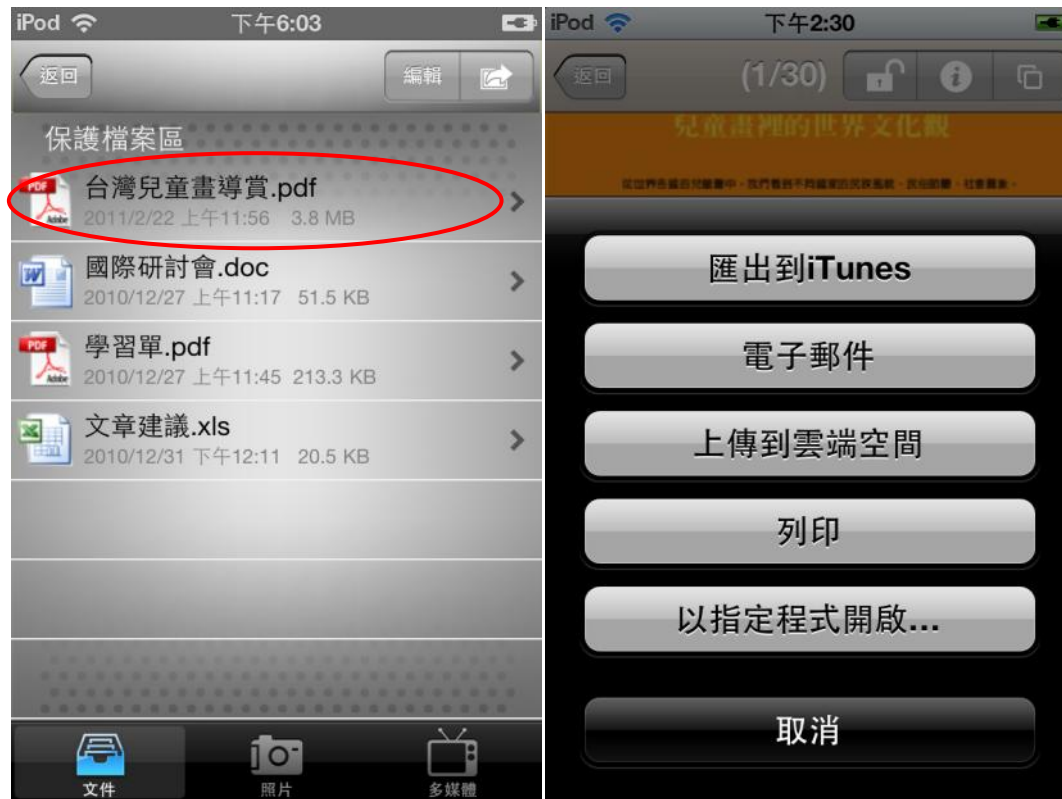 iPod 下午6:03
返回 編輯
保護檔案區
台灣兒童畫導賞.pdf
2011/2/22 上午11:56 3.8 MB
國際研討會.doc
2010/12/27 上午11:17 51.5 KB
學習單.pdf
2010/12/27 上午11:45 213.3 KB
文章建議.xls
2010/12/31 下午12:11 20.5 KB
文件 照片 多媒體
iPod 下午2:30
返回 (1/30)
兒童畫裡的世界文化觀
匯出到iTunes
電子郵件
上傳到雲端空間
列印
以指定程式開啟...
取消